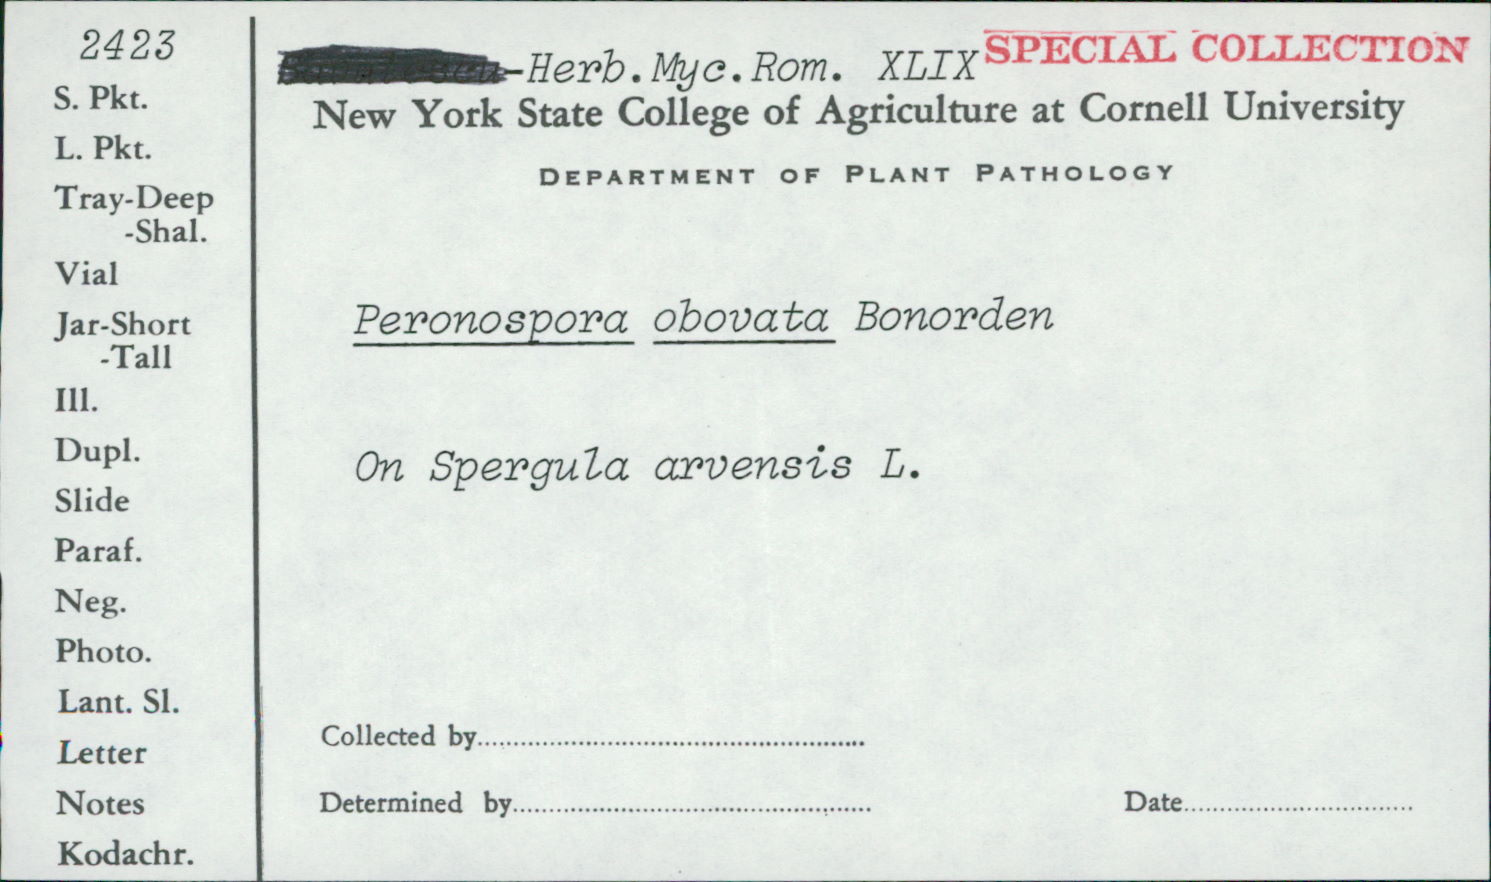 2423
S. Pkt.
L. Pkt.
Tray-Deep
-Shal.
Vial
Jar-Short
-Tall
Ill.
Dupl.
Slide
Paraf.
Neg.
Photo.
Lant. Sl.
Letter
Notes
Kodachr.
-Herb.Myc.Rom. XLIX
SPECIAL COLLECTION
New York State College of Agriculture at Cornell University
DEPARTMENT OF PLANT PATHOLOGY
Peronospora obovata Bonorden
On Spergula arvensis L.
Collected by
Determined by
Date